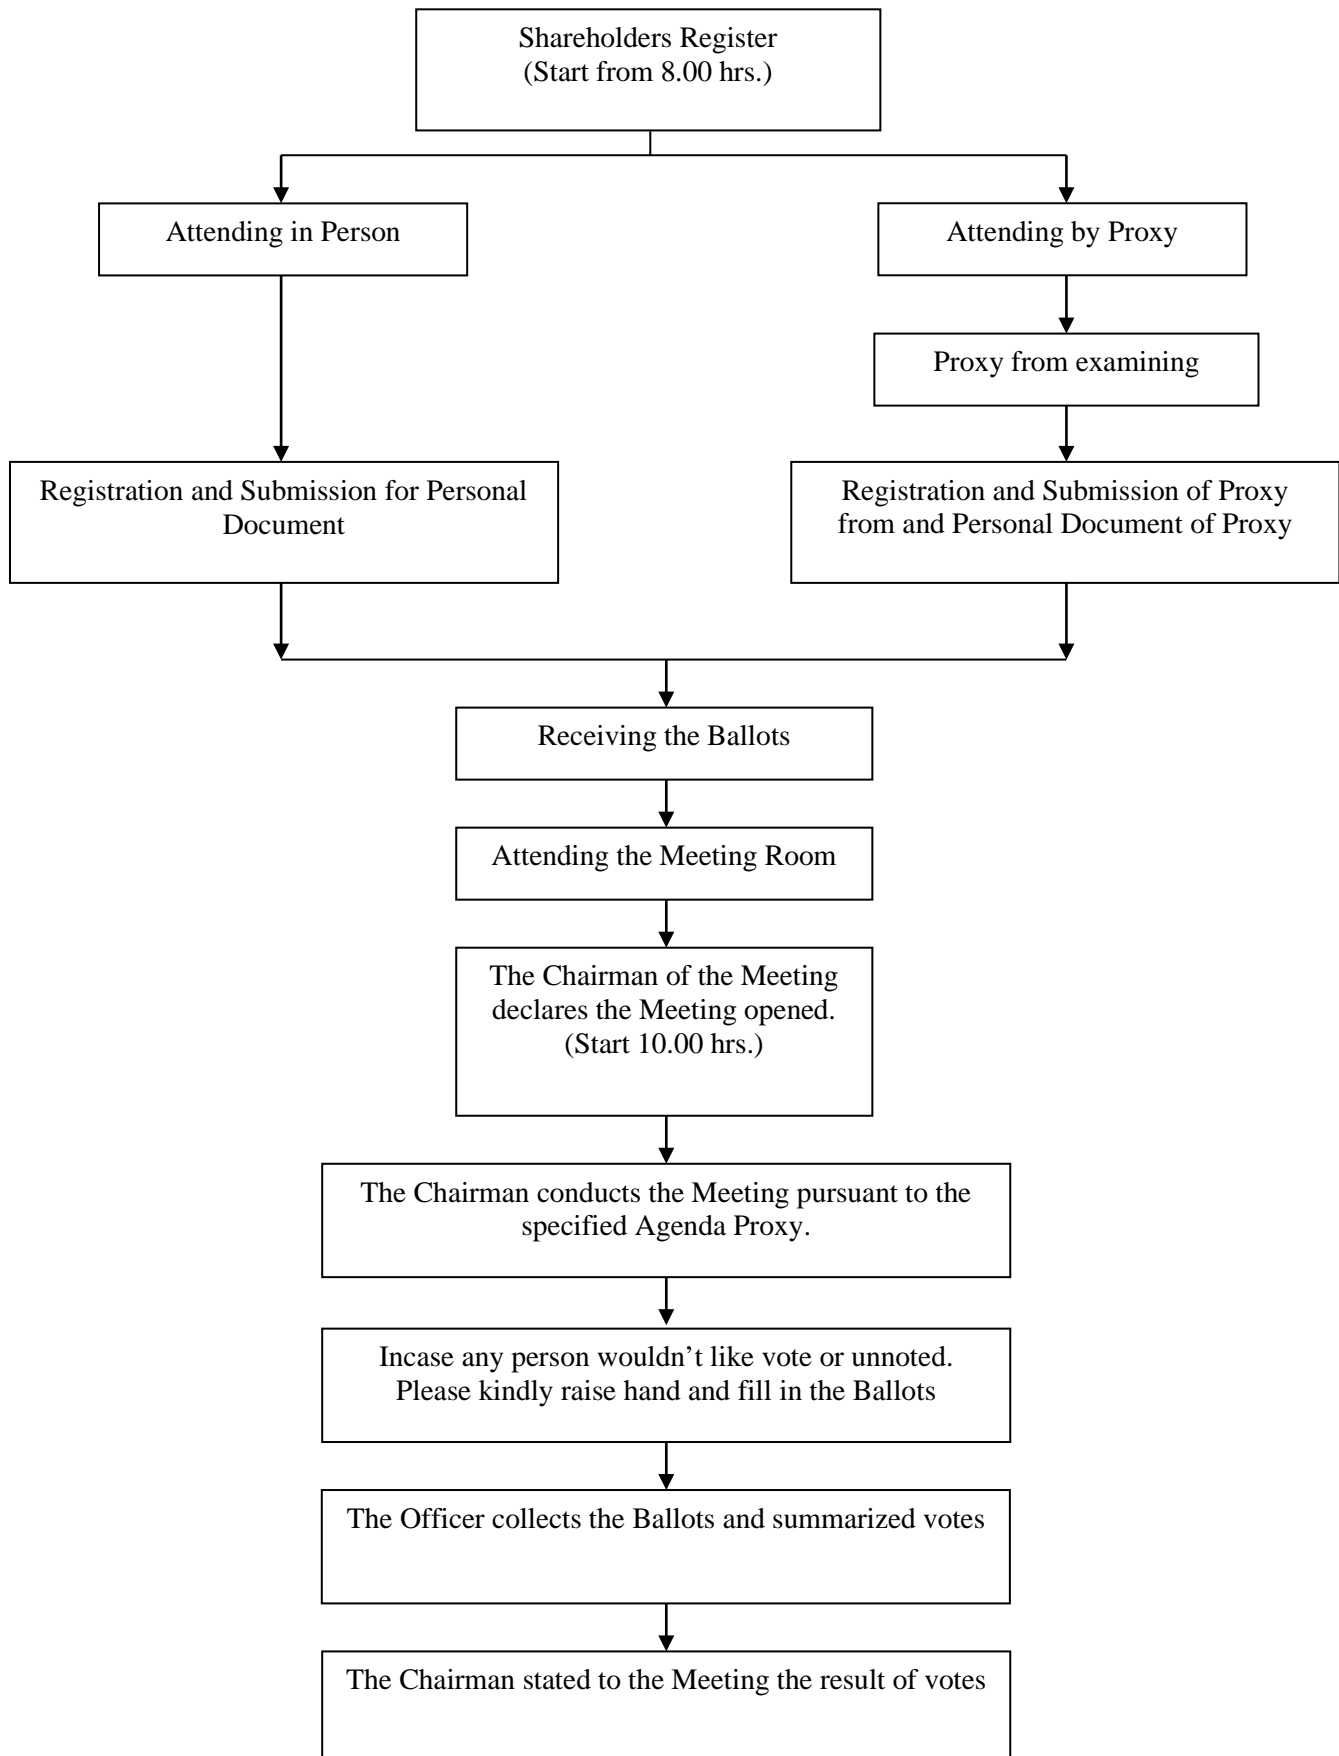 Shareholders Register
(Start from 8.00 hrs.)
Attending in Person
Attending by Proxy
Proxy from examining
Registration and Submission for Personal
Document
Registration and Submission of Proxy
from and Personal Document of Proxy
Receiving the Ballots
Attending the Meeting Room
The Chairman of the Meeting
declares the Meeting opened.
(Start 10.00 hrs.)
The Chairman conducts the Meeting pursuant to the
specified Agenda Proxy.
Incase any person wouldn’t like vote or unnoted.
Please kindly raise hand and fill in the Ballots
The Officer collects the Ballots and summarized votes
The Chairman stated to the Meeting the result of votes